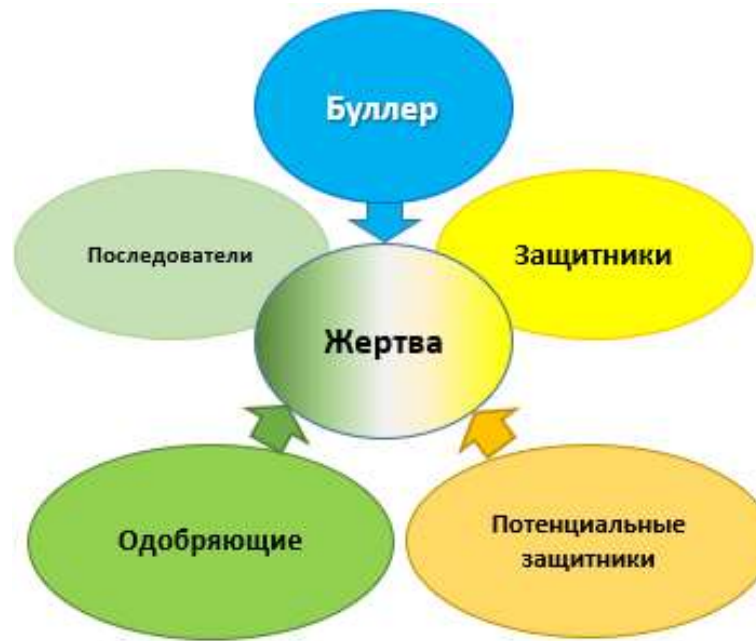 Буллер
Последователи
Защитники
Жертва
Одобряющие
Потенциальные
защитники